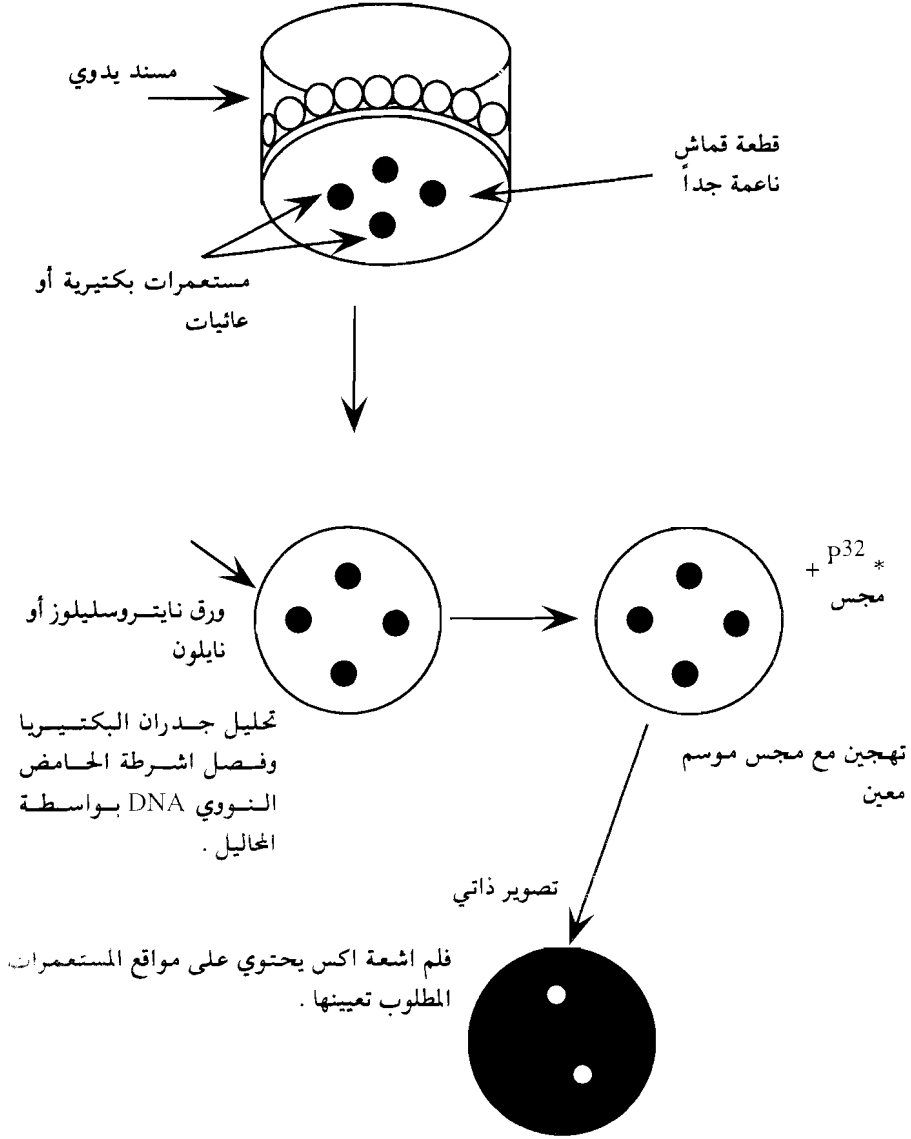 مسند يدوي
قطعة قماش
ناعمة جداً
مستعمرات بكتيرية أو
عائيات
P32 *
+
مجس
ورق نايتروسليلوز أو
نايلون
تحليل جدران البكتيريا
وفصل اشرطة الحامض
النووي DNA بواسطة
المحاليل .
تهجين مع مجس موسم
معين
تصوير ذاتي
فلم اشعة اكس يحتوي على مواقع المستعمرات
المطلوب تعيينها .